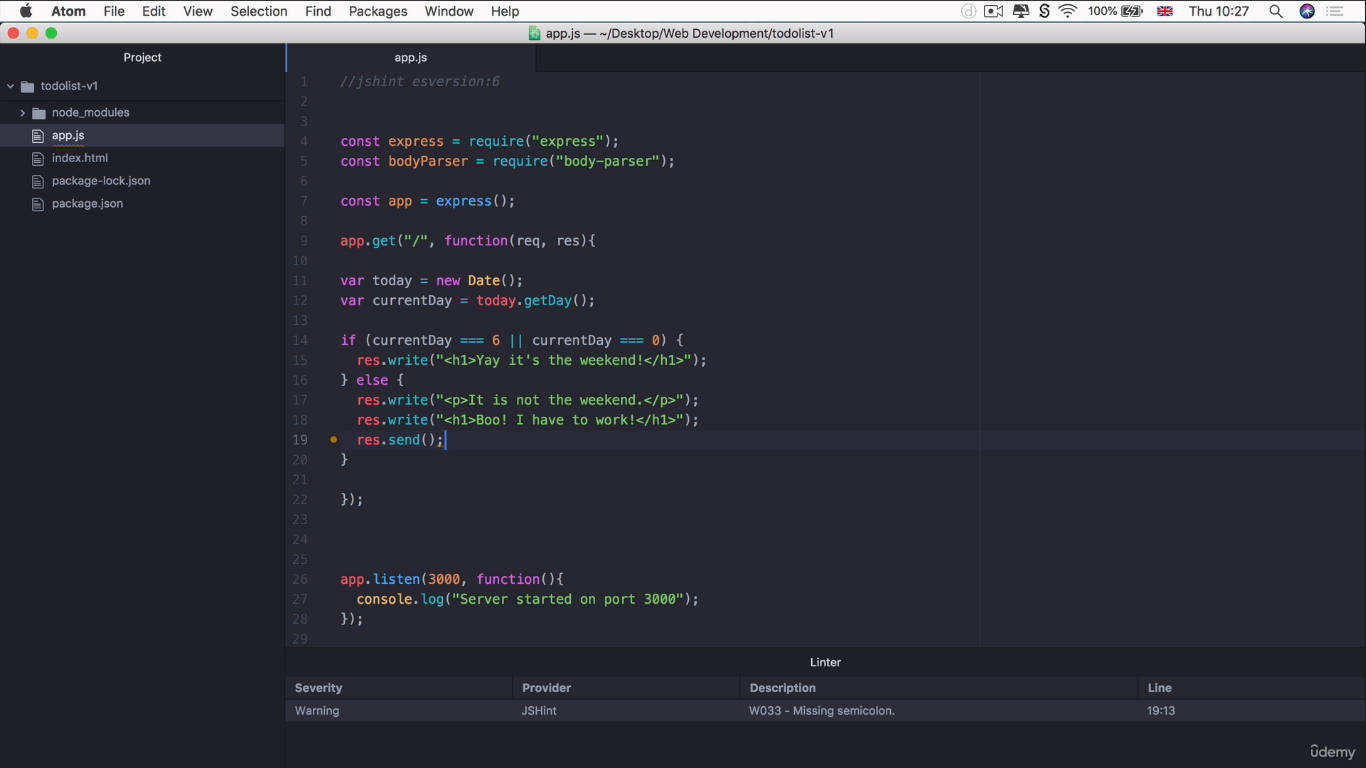 Atom File Edit View Selection Find Packages Window Help 100% Thu 10:27
app.js — ~/Desktop/Web Development/todolist-v1
Project
todolist-v1
node_modules
app.js
index.html
package-lock.json
package.json
app.js
1 //jshint esversion:6
2
3
4 const express = require("express");
5 const bodyParser = require("body-parser");
6
7 const app = express();
8
9 app.get("/", function(req, res){
10
11 var today = new Date();
12 var currentDay = today.getDay();
13
14 if (currentDay === 6 || currentDay === 0) {
15 res.write("<h1>Yay it's the weekend!</h1>");
16 } else {
17 res.write("<p>It is not the weekend.</p>");
18 res.write("<h1>Boo! I have to work!</h1>");
19 res.send();
20 }
21
22 });
23
24
25
26 app.listen(3000, function(){
27 console.log("Server started on port 3000");
28 });
29
Linter
Severity Provider Description Line
Warning JSHint W033 - Missing semicolon. 19:13
ûdemy